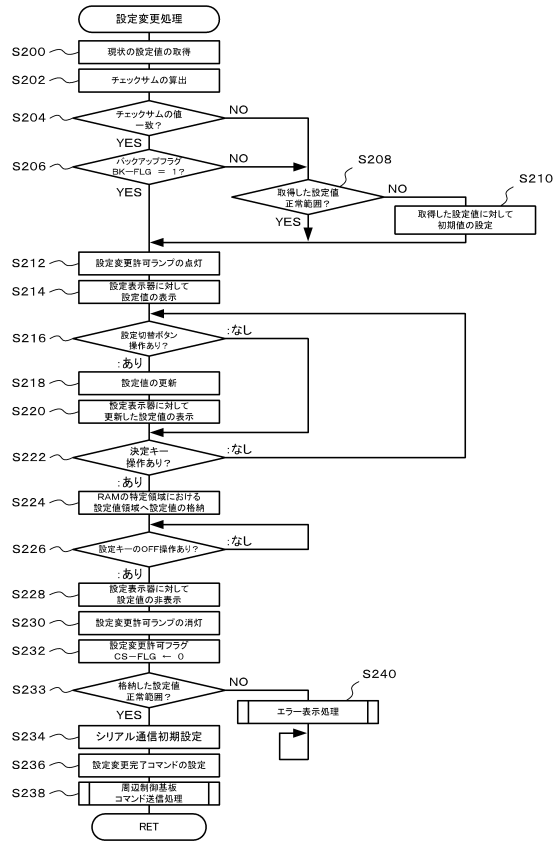 設定変更処理
S200
現状の設定値の取得
S202
チェックサムの算出
S204
チェックサムの値
一致?
NO
YES
S206
バックアップフラグ
BK-FLG = 1?
NO
YES
S208
取得した設定値
正常範囲?
NO
YES
S210
取得した設定値に対して
初期値の設定
S212
設定変更許可ランプの点灯
S214
設定表示器に対して
設定値の表示
S216
設定切替ボタン
操作あり?
:なし
:あり
S218
設定値の更新
S220
設定表示器に対して
更新した設定値の表示
S222
決定キー
操作あり?
:なし
:あり
S224
RAMの特定領域における
設定値領域へ設定値の格納
S226
設定キーのOFF操作あり?
:なし
:あり
S228
設定表示器に対して
設定値の非表示
S230
設定変更許可ランプの消灯
S232
設定変更許可フラグ
CS-FLG ← 0
S233
格納した設定値
正常範囲?
NO
YES
S240
エラー表示処理
S234
シリアル通信初期設定
S236
設定変更完了コマンドの設定
S238
周辺制御基板
コマンド送信処理
RET